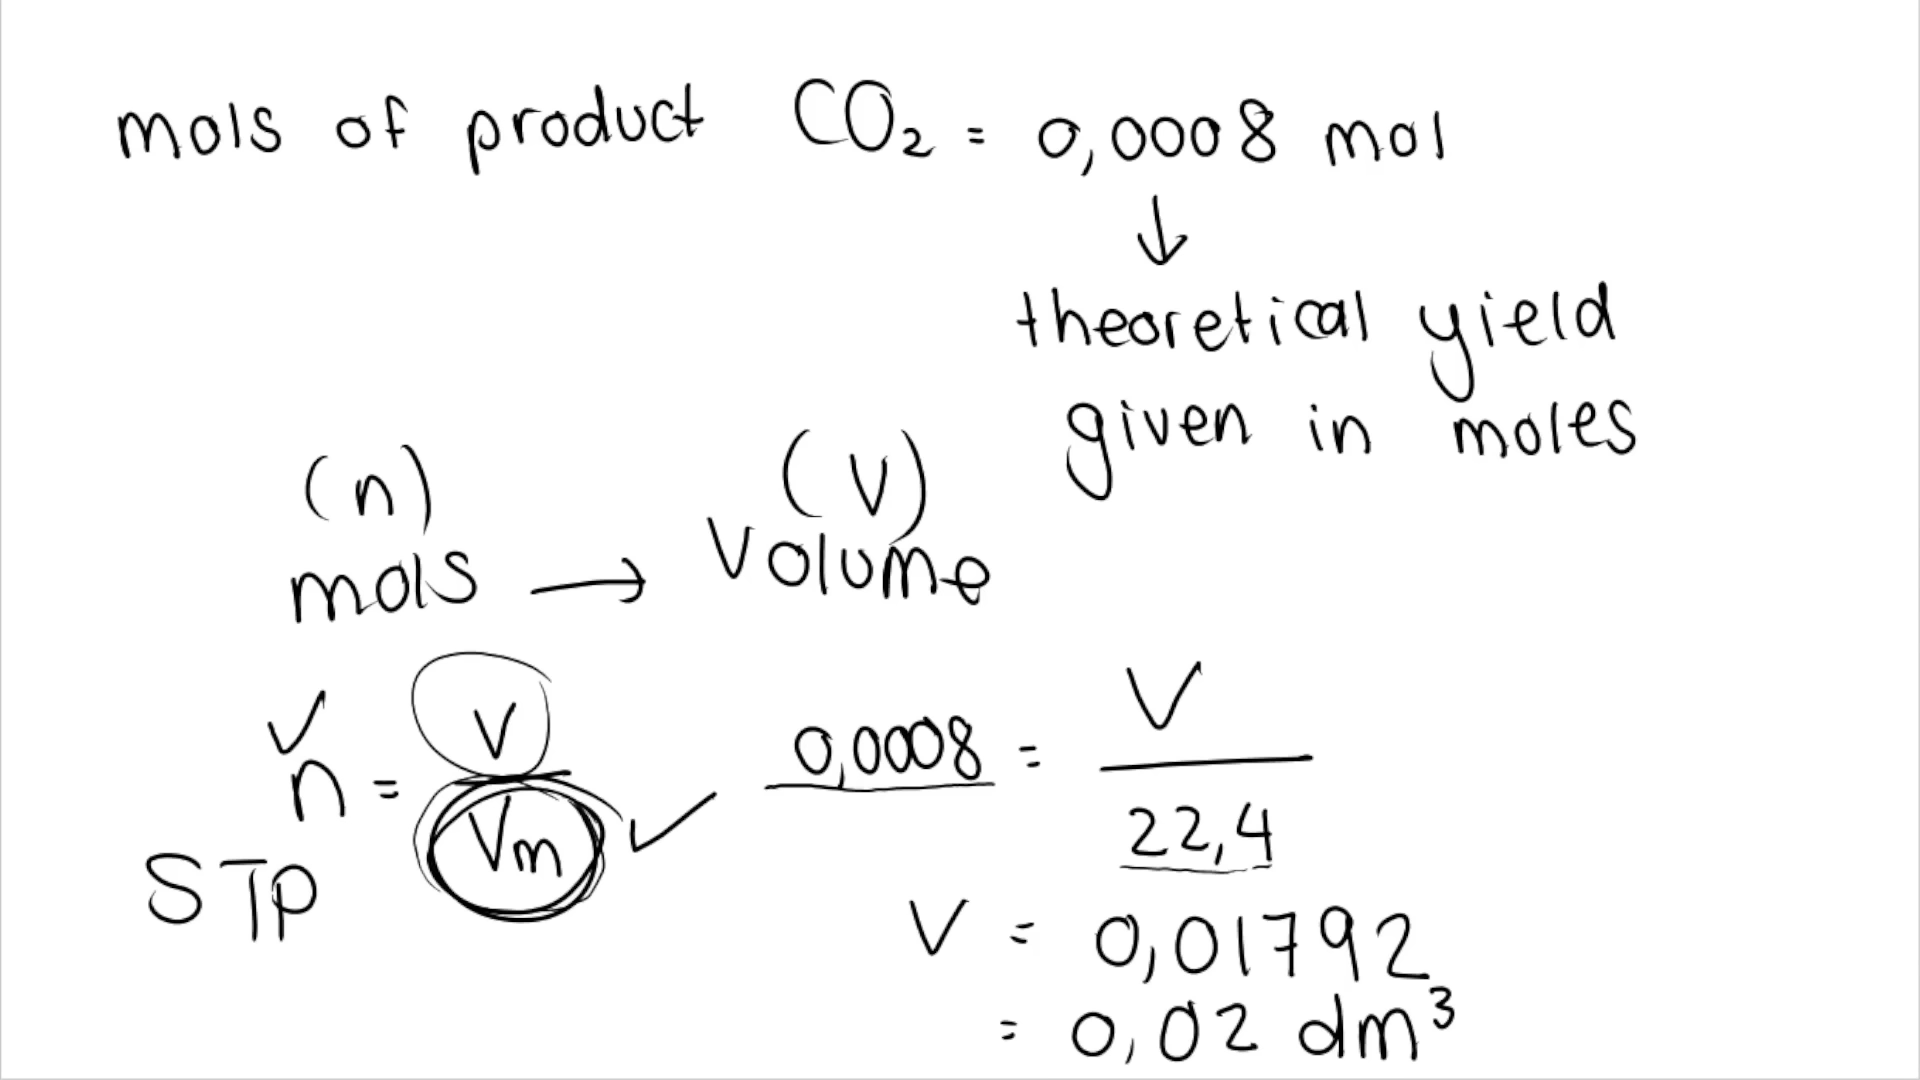 mols of product CO₂ = 0,0008 mol
↓
theoretical yield
given in moles
(n) (V)
mols → Volume
✓
n = V / Vm ✓ 0,0008 = V / 22,4
STP
V = 0,01792
= 0,02 dm³